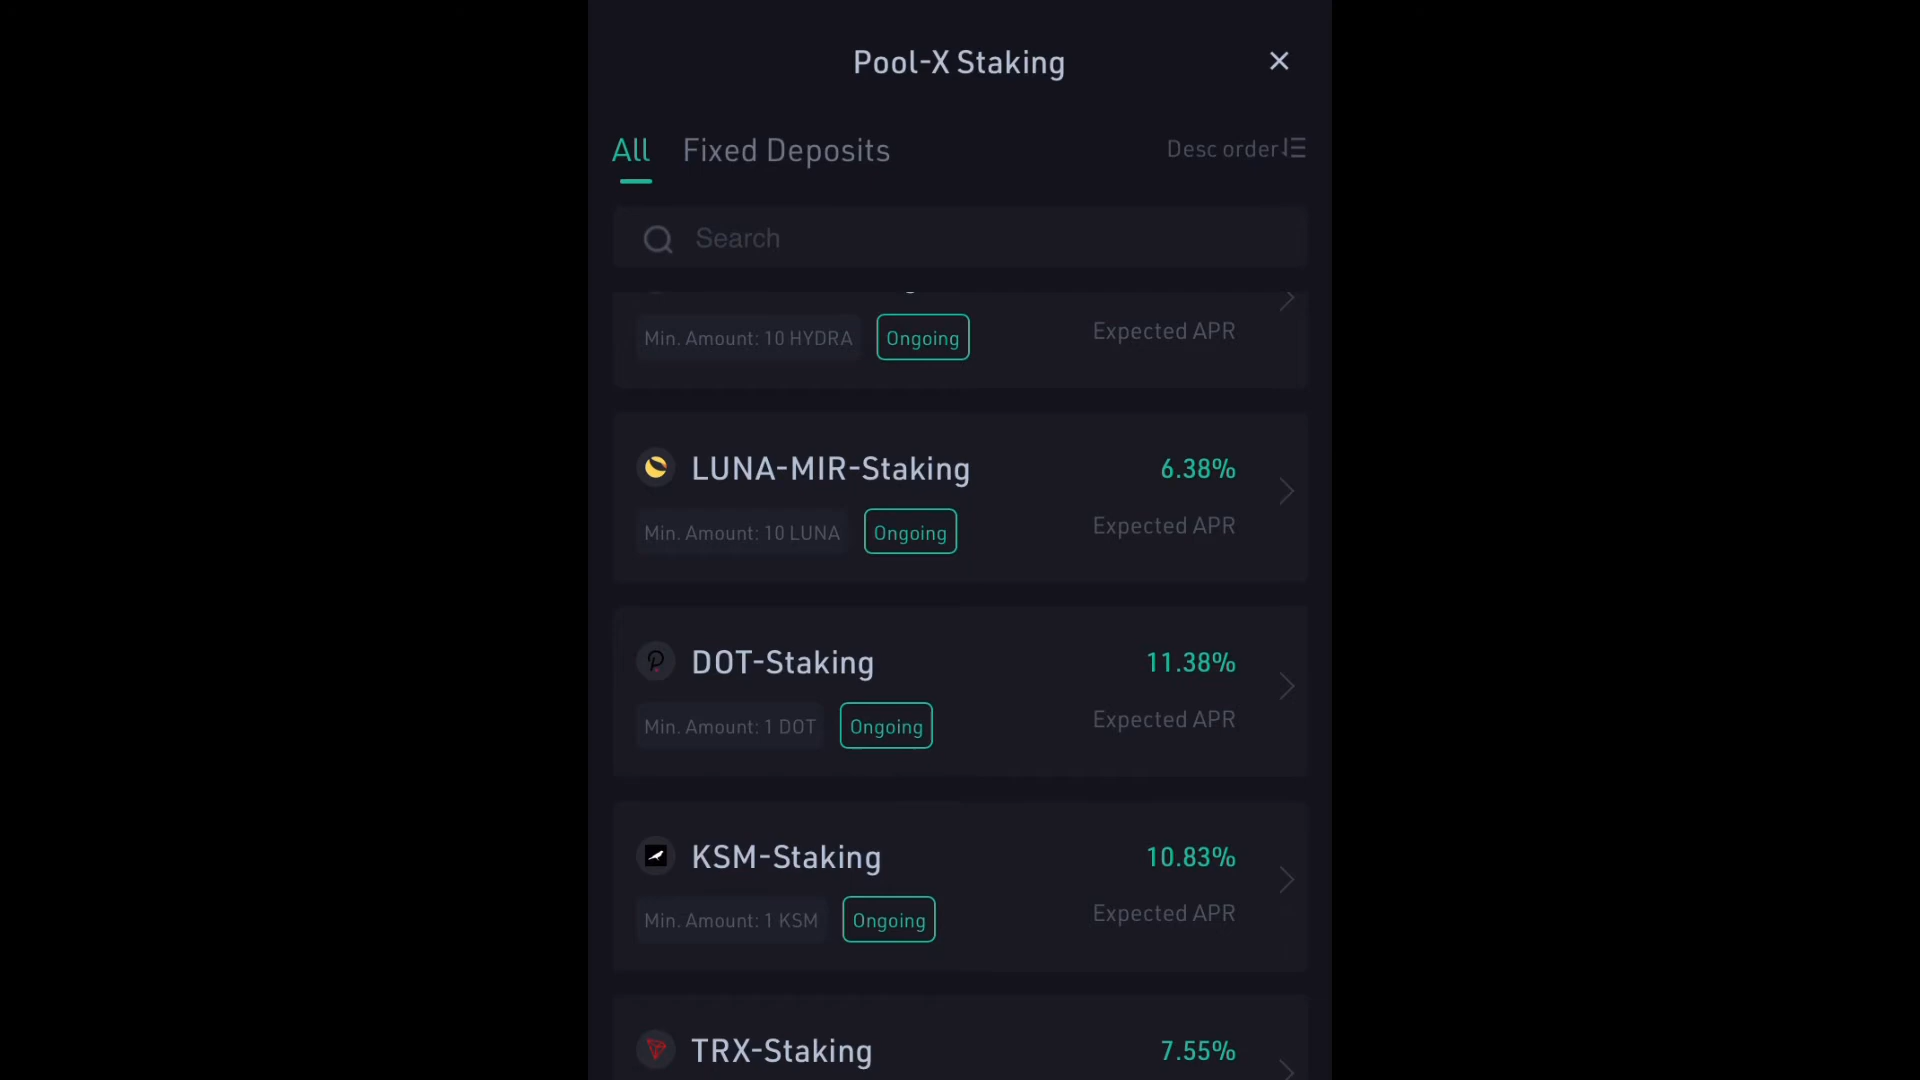 Pool-X Staking
All Fixed Deposits Desc order
Search
Min. Amount: 10 HYDRA Ongoing Expected APR
LUNA-MIR-Staking 6.38%
Min. Amount: 10 LUNA Ongoing Expected APR
DOT-Staking 11.38%
Min. Amount: 1 DOT Ongoing Expected APR
KSM-Staking 10.83%
Min. Amount: 1 KSM Ongoing Expected APR
TRX-Staking 7.55%